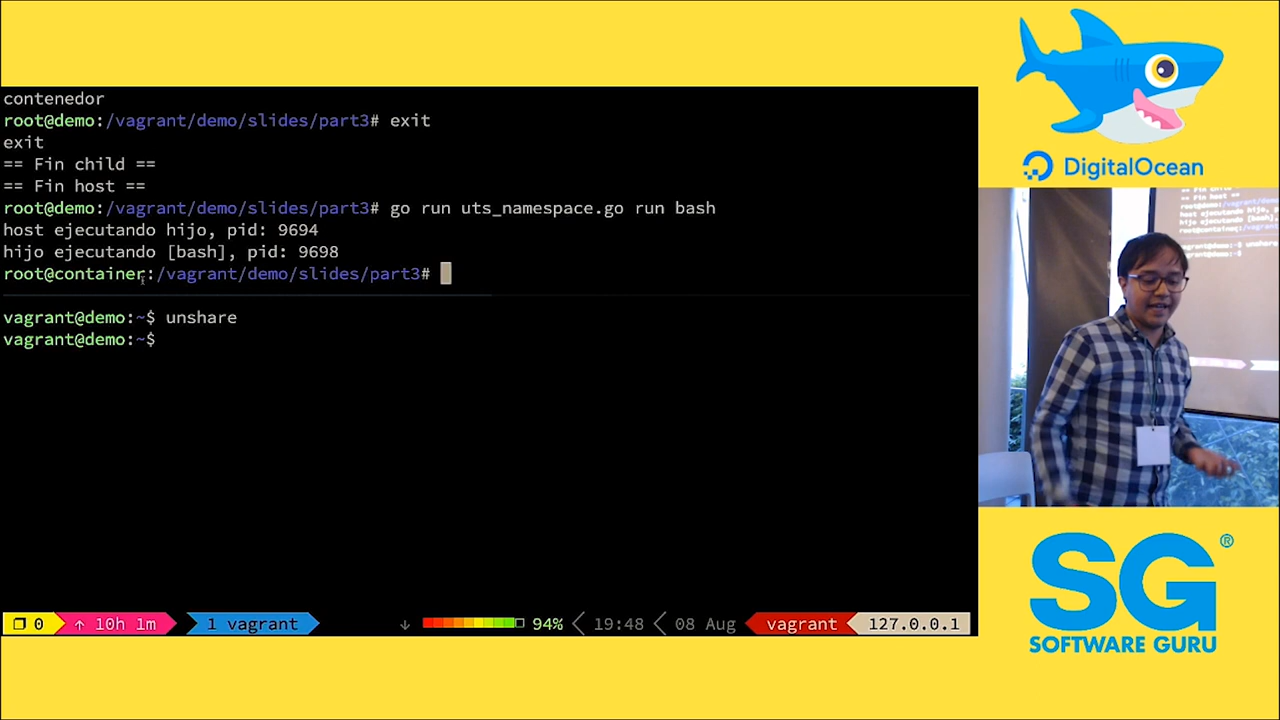 contenedor
root@demo:/vagrant/demo/slides/part3# exit
exit
== Fin child ==
== Fin host ==
root@demo:/vagrant/demo/slides/part3# go run uts_namespace.go run bash
host ejecutando hijo, pid: 9694
hijo ejecutando [bash], pid: 9698
root@container:/vagrant/demo/slides/part3#
vagrant@demo:~$ unshare
vagrant@demo:~$
0 ↑ 10h 1m 1 vagrant ↓ 94% 19:48 08 Aug vagrant 127.0.0.1
DigitalOcean
SG®
SOFTWARE GURU